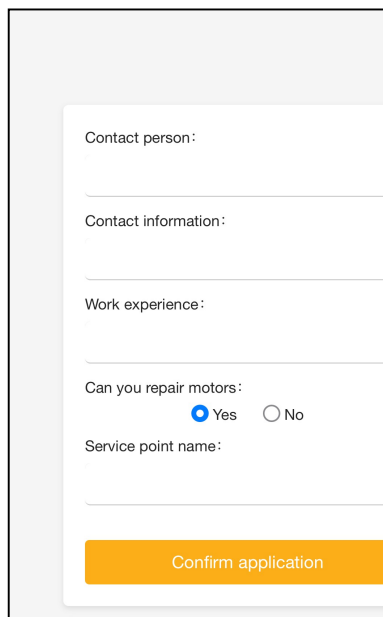 Contact person：
Contact information：
Work experience：
Can you repair motors：
Yes No
Service point name：
Confirm application